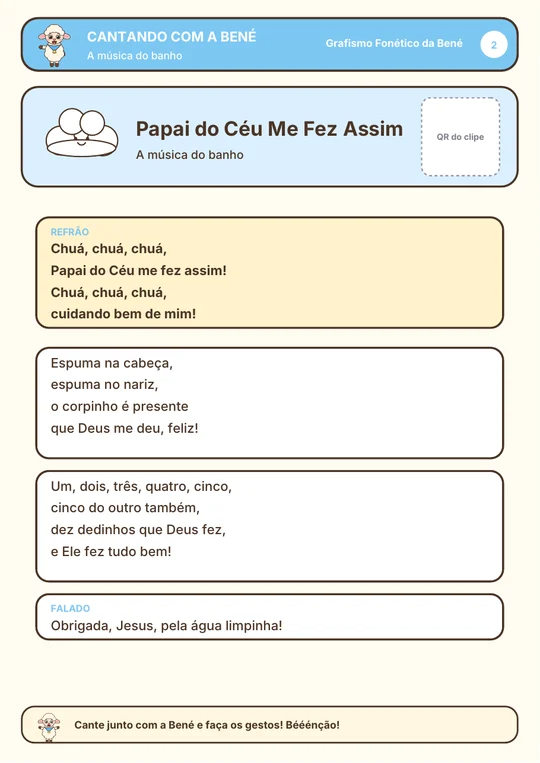 CANTANDO COM A BENÉ
A música do banho
Grafismo Fonético da Bené
2
Papai do Céu Me Fez Assim
A música do banho
QR do clipe
REFRÃO
Chuá, chuá, chuá,
Papai do Céu me fez assim!
Chuá, chuá, chuá,
cuidando bem de mim!
Espuma na cabeça,
espuma no nariz,
o corpinho é presente
que Deus me deu, feliz!
Um, dois, três, quatro, cinco,
cinco do outro também,
dez dedinhos que Deus fez,
e Ele fez tudo bem!
FALADO
Obrigada, Jesus, pela água limpinha!
Cante junto com a Bené e faça os gestos! Bééénção!